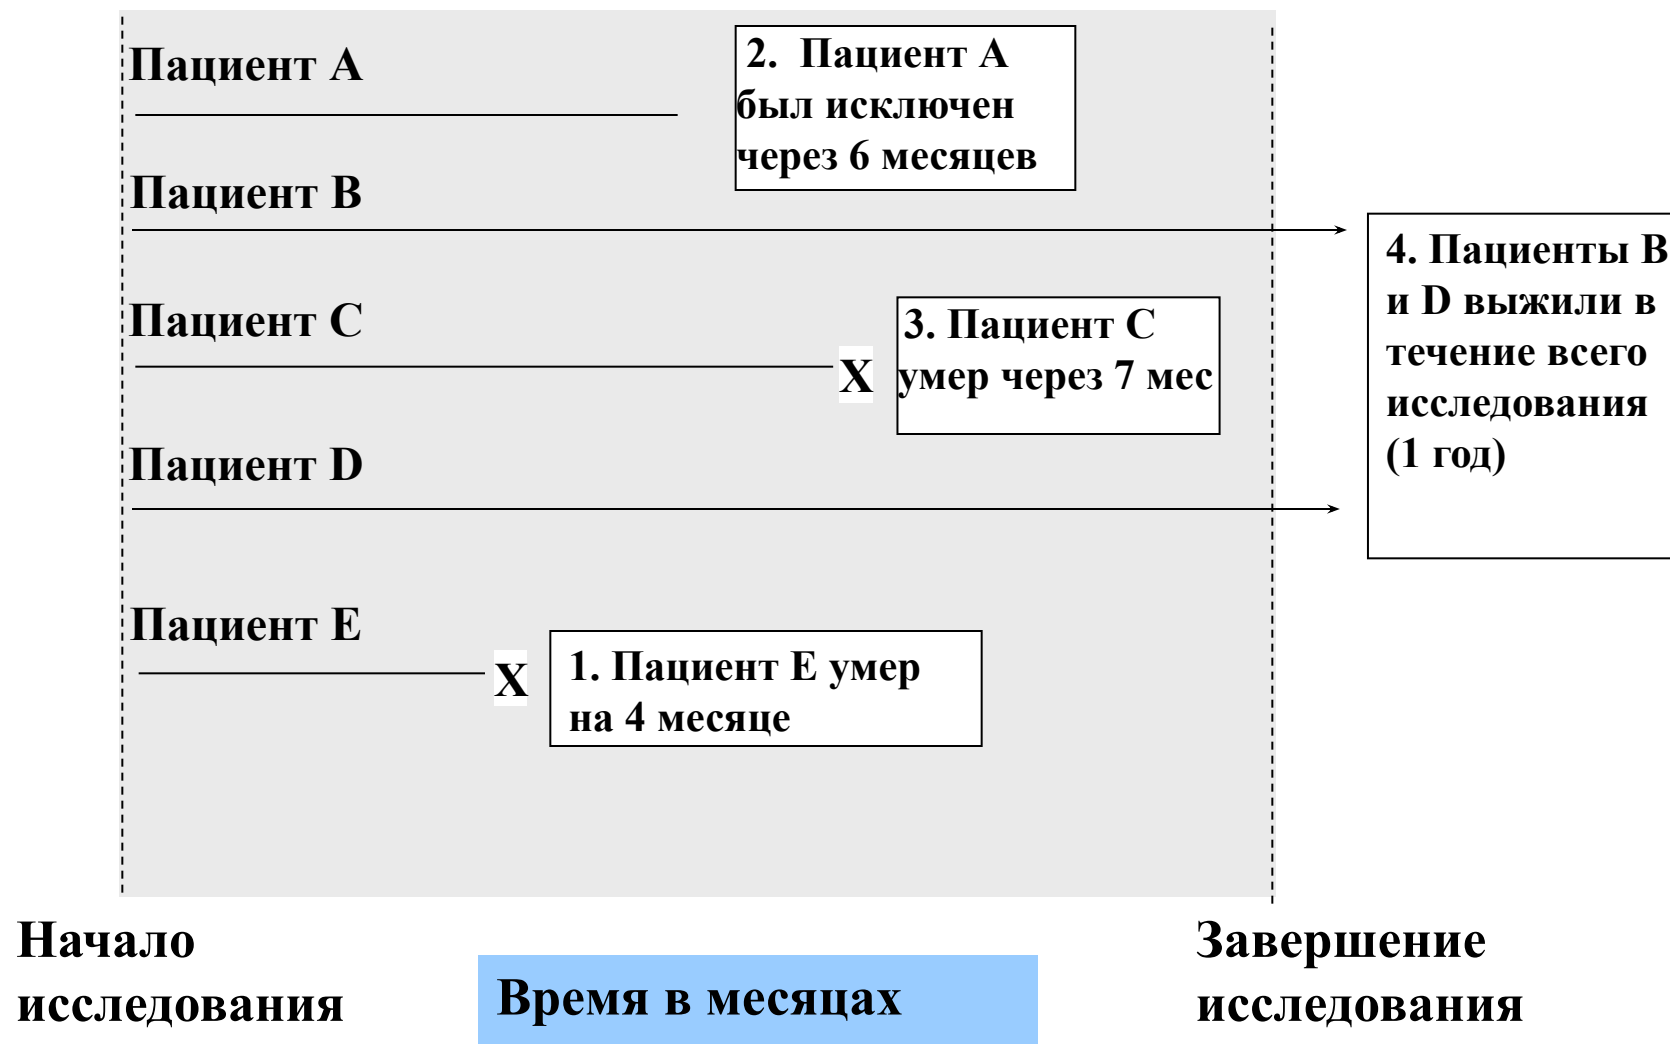 Пациент A
2. Пациент A
был исключен
через 6 месяцев
Пациент B
4. Пациенты B
и D выжили в
течение всего
исследования
(1 год)
Пациент C
3. Пациент C
умер через 7 мес
X
Пациент D
Пациент E
X
1. Пациент E умер
на 4 месяце
Начало
исследования
Время в месяцах
Завершение
исследования